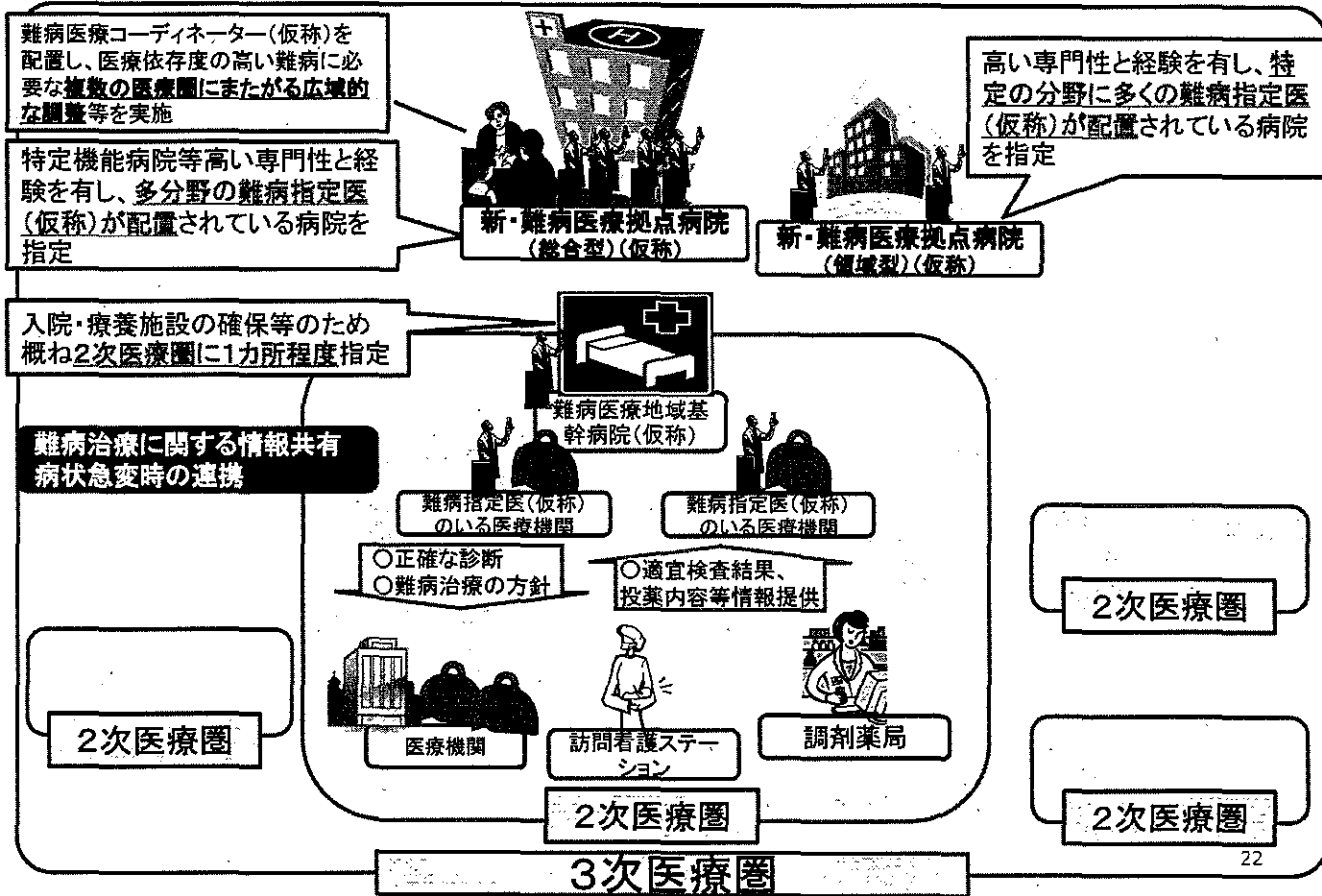 難病医療コーディネーター(仮称)を
配置し、医療依存度の高い難病に必
要な複数の医療圏にまたがる広域的
な調整等を実施
高い専門性と経験を有し、特
定の分野に多くの難病指定医
(仮称)が配置されている病院
を指定
特定機能病院等高い専門性と経
験を有し、多分野の難病指定医
(仮称)が配置されている病院を
指定
H
新・難病医療拠点病院
(総合型)(仮称)
新・難病医療拠点病院
(領域型)(仮称)
入院・療養施設の確保等のため
概ね2次医療圏に1カ所程度指定
難病医療地域基
幹病院(仮称)
難病治療に関する情報共有
病状急変時の連携
難病指定医(仮称)
のいる医療機関
難病指定医(仮称)
のいる医療機関
○正確な診断
○難病治療の方針
○適宜検査結果、
投薬内容等情報提供
医療機関
訪問看護ステー
ション
調剤薬局
2次医療圏
2次医療圏
2次医療圏
2次医療圏
3次医療圏
22